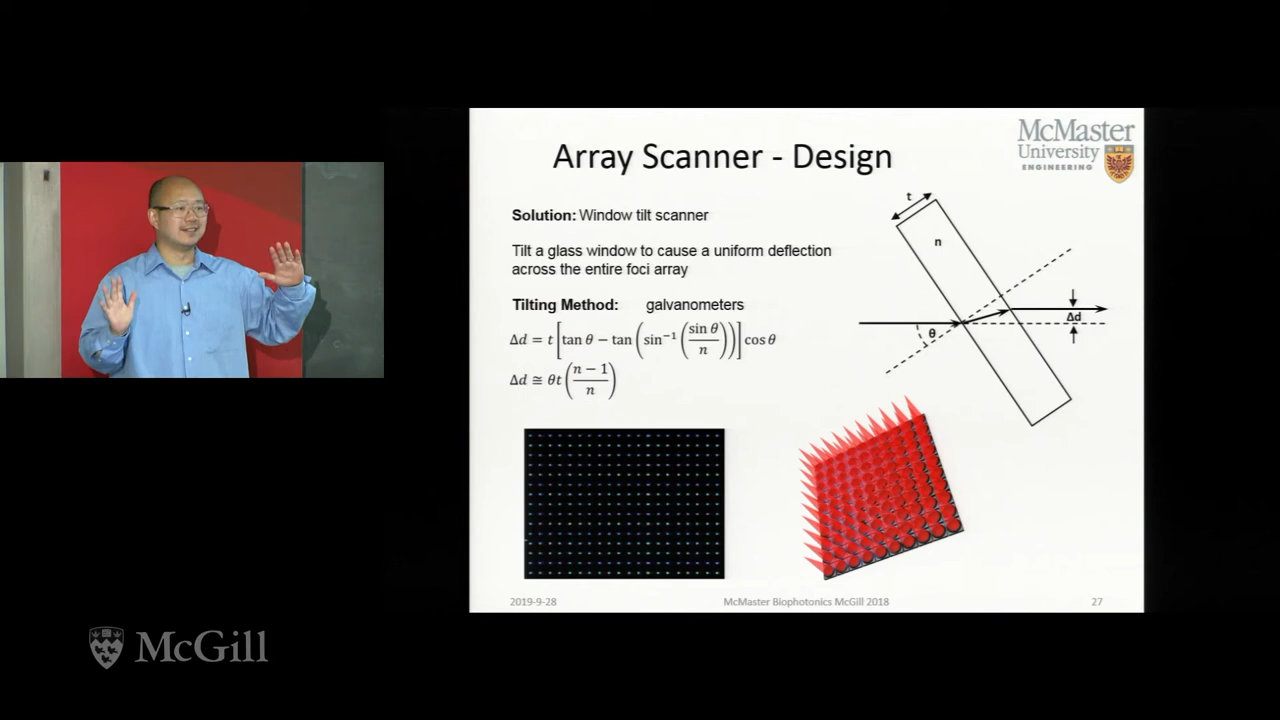 Array Scanner - Design
McMaster
University
ENGINEERING
Solution: Window tilt scanner
Tilt a glass window to cause a uniform deflection
across the entire foci array
Tilting Method: galvanometers
Δd = t [tan θ − tan (sin⁻¹ (sin θ / n))] cos θ
Δd ≅ θt ((n − 1) / n)
t
n
θ
Δd
2019-9-28
McMaster Biophotonics McGill 2018
27
McGill